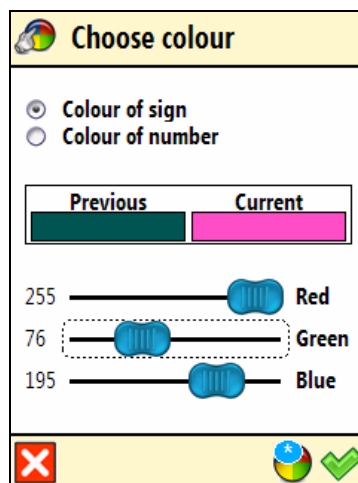 Choose colour
Colour of sign
Colour of number
Previous Current
255 Red
76 Green
195 Blue